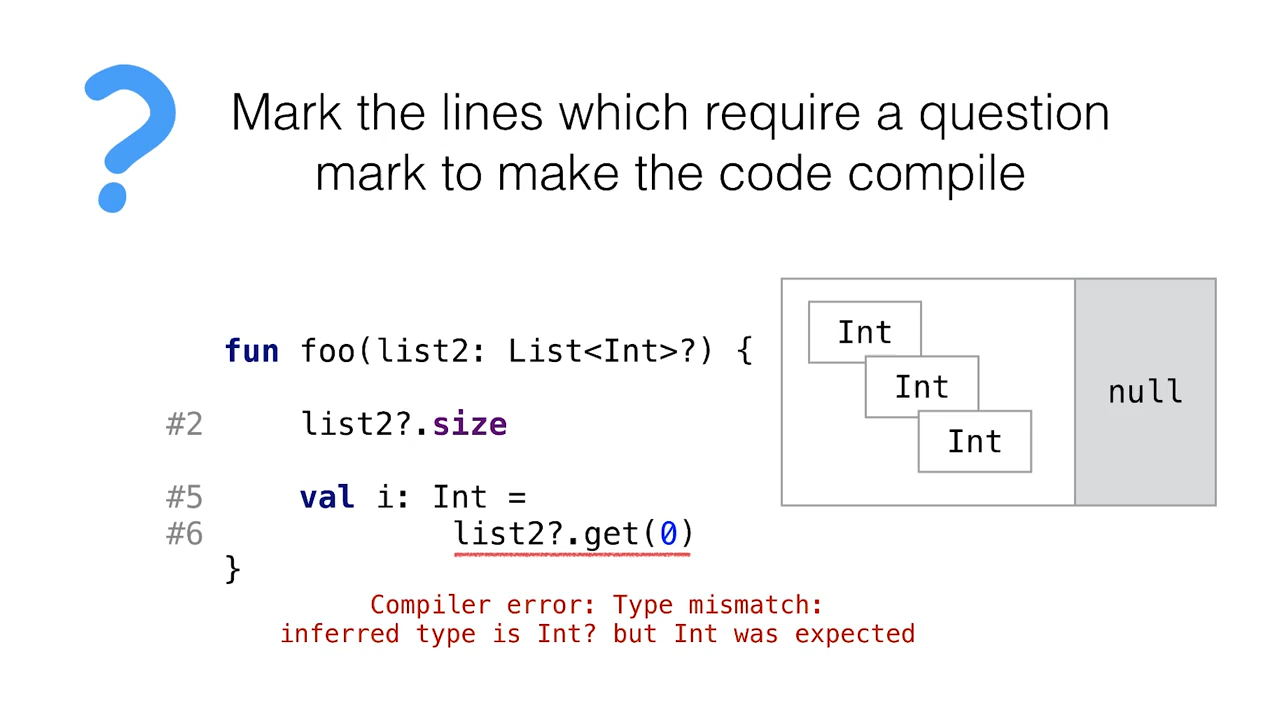 ?
Mark the lines which require a question
mark to make the code compile
fun foo(list2: List<Int>?) {
#2 list2?.size
#5 val i: Int =
#6 list2?.get(0)
}
Compiler error: Type mismatch:
inferred type is Int? but Int was expected
Int
Int
Int
null